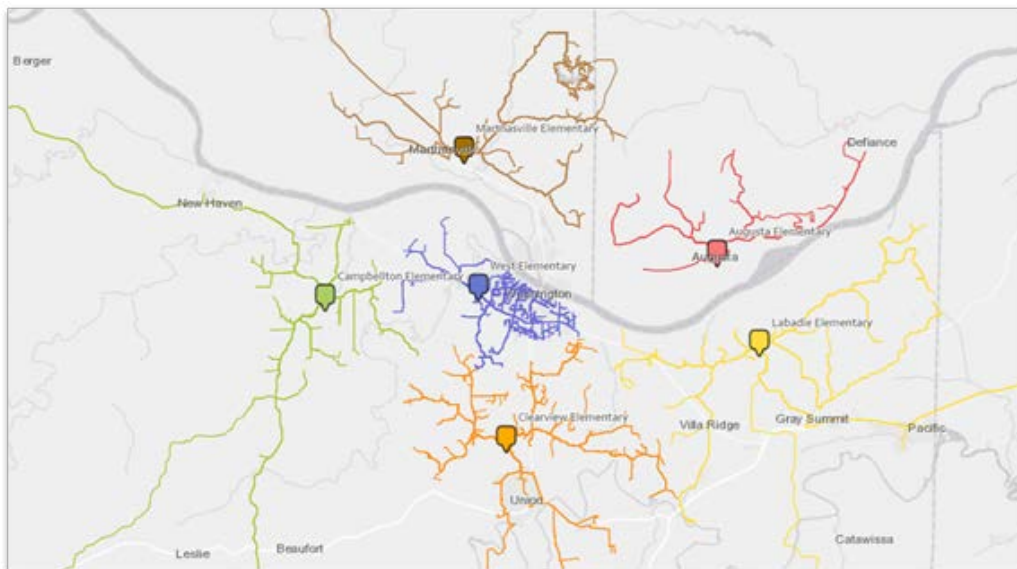 Berger
Marthasville Elementary
Marthasville
Defiance
New Haven
Augusta Elementary
Augusta
West Elementary
Campbellton Elementary
Washington
Labadie Elementary
Clearview Elementary
Gray Summit
Villa Ridge
Pacific
Union
Catawissa
Beaufort
Leslie